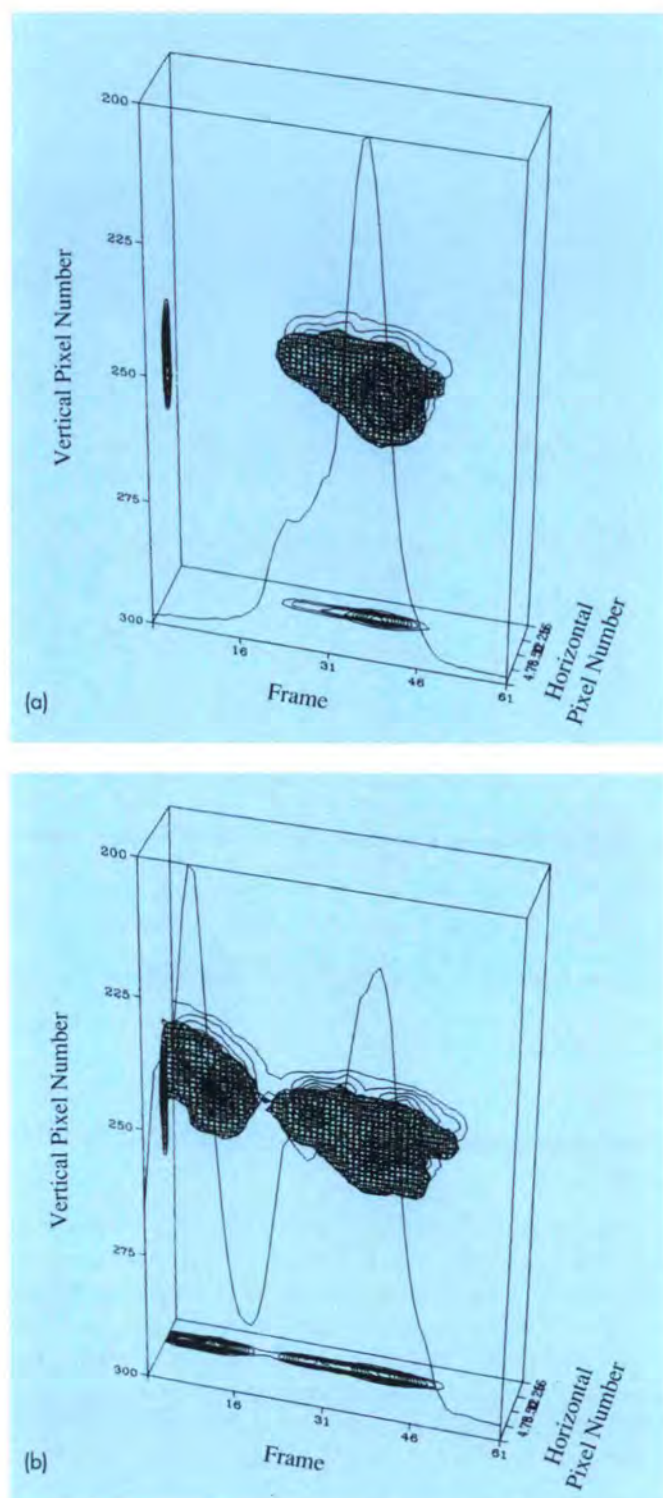 200
225
250
275
300
Vertical Pixel Number
16
31
46
61
Frame
Horizontal
Pixel Number
(a)
200
225
250
275
300
Vertical Pixel Number
16
31
46
61
Frame
Horizontal
Pixel Number
(b)